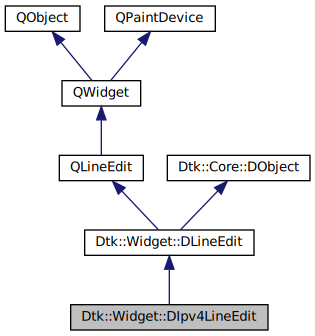 QObject
QPaintDevice
QWidget
QLineEdit
Dtk::Core::DObject
Dtk::Widget::DLineEdit
Dtk::Widget::DIpv4LineEdit